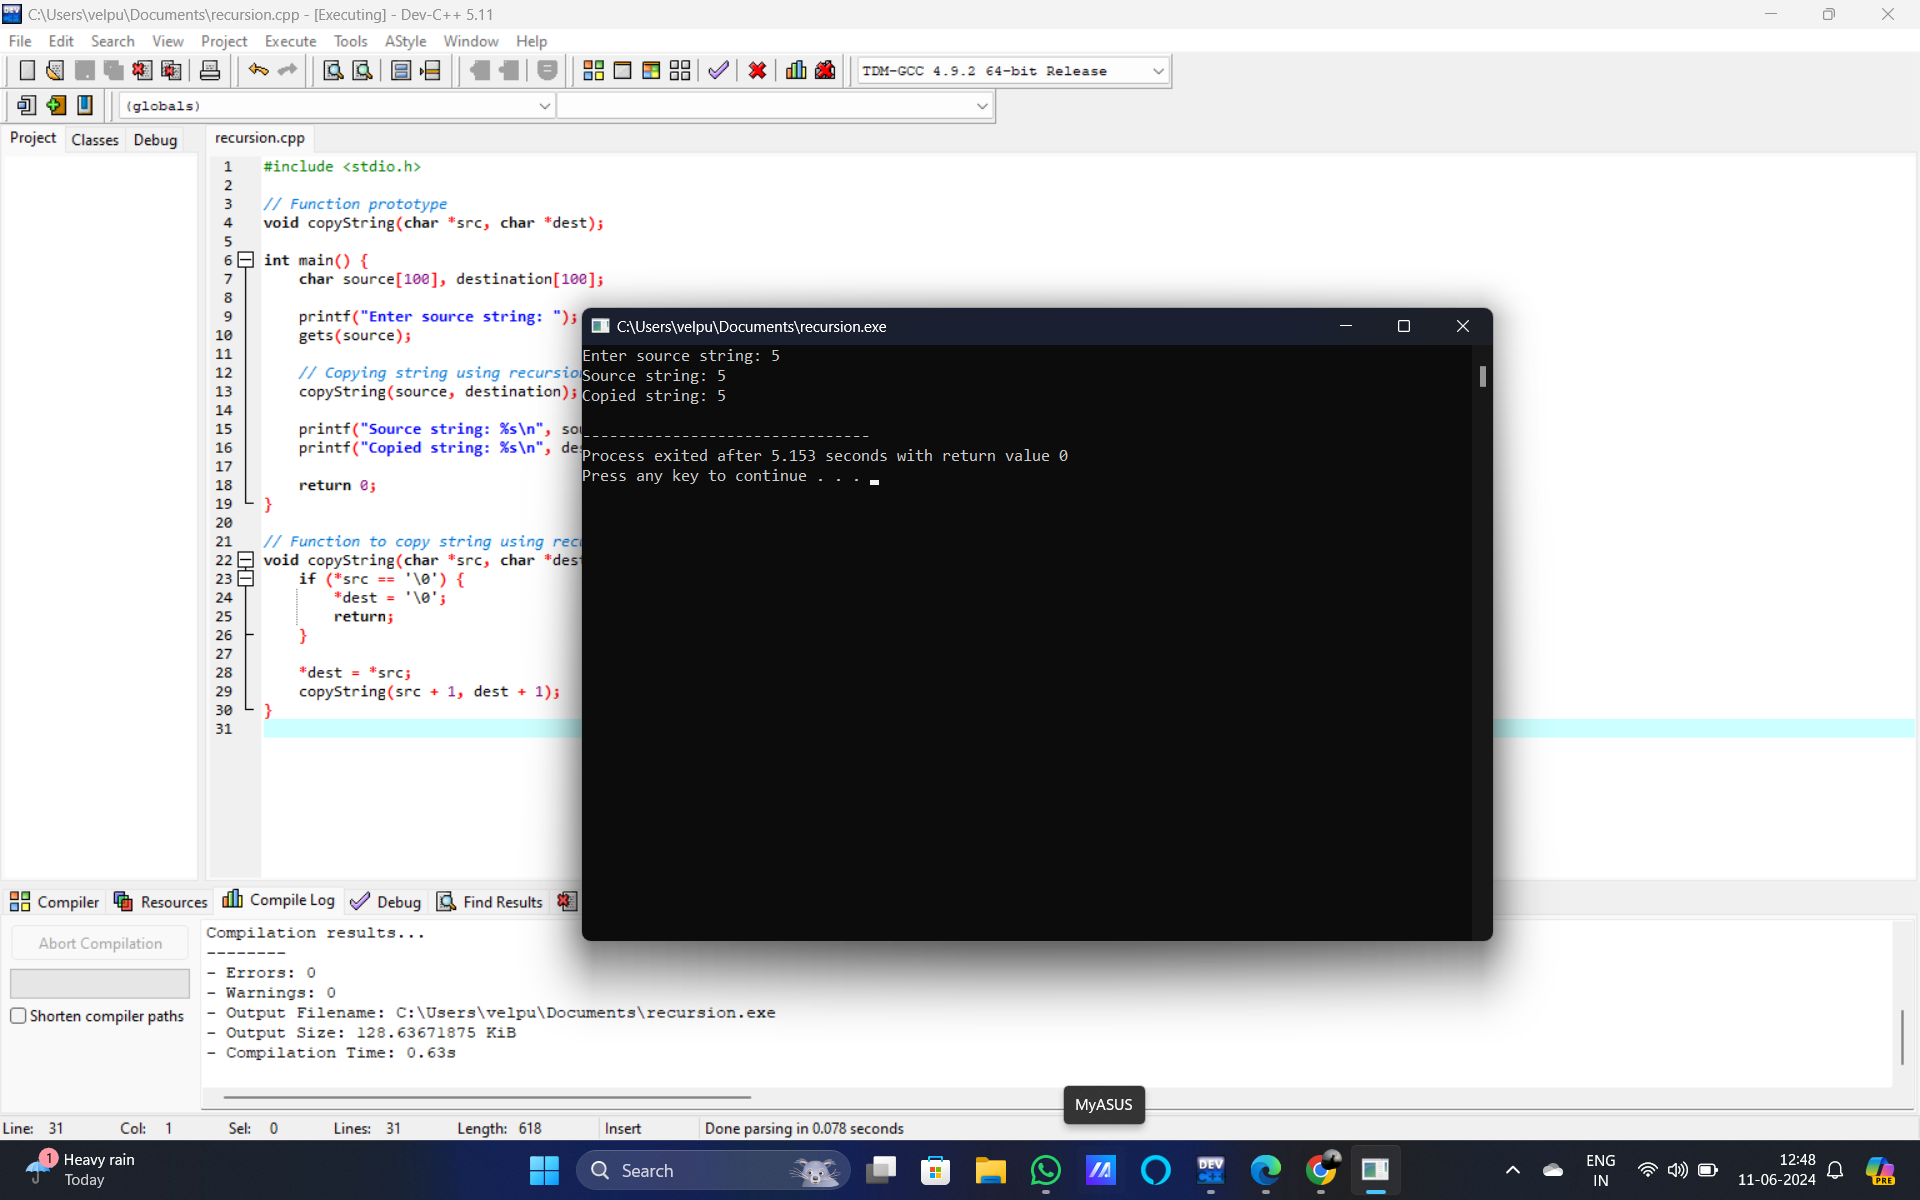 C:\Users\velpu\Documents\recursion.cpp - [Executing] - Dev-C++ 5.11
File Edit Search View Project Execute Tools AStyle Window Help
TDM-GCC 4.9.2 64-bit Release
(globals)
Project Classes Debug recursion.cpp
1 #include <stdio.h>
2
3 // Function prototype
4 void copyString(char *src, char *dest);
5
6 int main() {
7 char source[100], destination[100];
8
9 printf("Enter source string: ");
10 gets(source);
11
12 // Copying string using recursio
13 copyString(source, destination);
14
15 printf("Source string: %s\n", sou
16 printf("Copied string: %s\n", de
17
18 return 0;
19 }
20
21 // Function to copy string using recu
22 void copyString(char *src, char *dest
23 if (*src == '\0') {
24 *dest = '\0';
25 return;
26 }
27
28 *dest = *src;
29 copyString(src + 1, dest + 1);
30 }
31
C:\Users\velpu\Documents\recursion.exe
Enter source string: 5
Source string: 5
Copied string: 5
--------------------------------
Process exited after 5.153 seconds with return value 0
Press any key to continue . . .
Compiler Resources Compile Log Debug Find Results
Abort Compilation
Shorten compiler paths
Compilation results...
--------
- Errors: 0
- Warnings: 0
- Output Filename: C:\Users\velpu\Documents\recursion.exe
- Output Size: 128.63671875 KiB
- Compilation Time: 0.63s
MyASUS
Line: 31 Col: 1 Sel: 0 Lines: 31 Length: 618 Insert Done parsing in 0.078 seconds
1
Heavy rain
Today
Search
DEV
C++
ENG
IN
12:48
11-06-2024
PRE